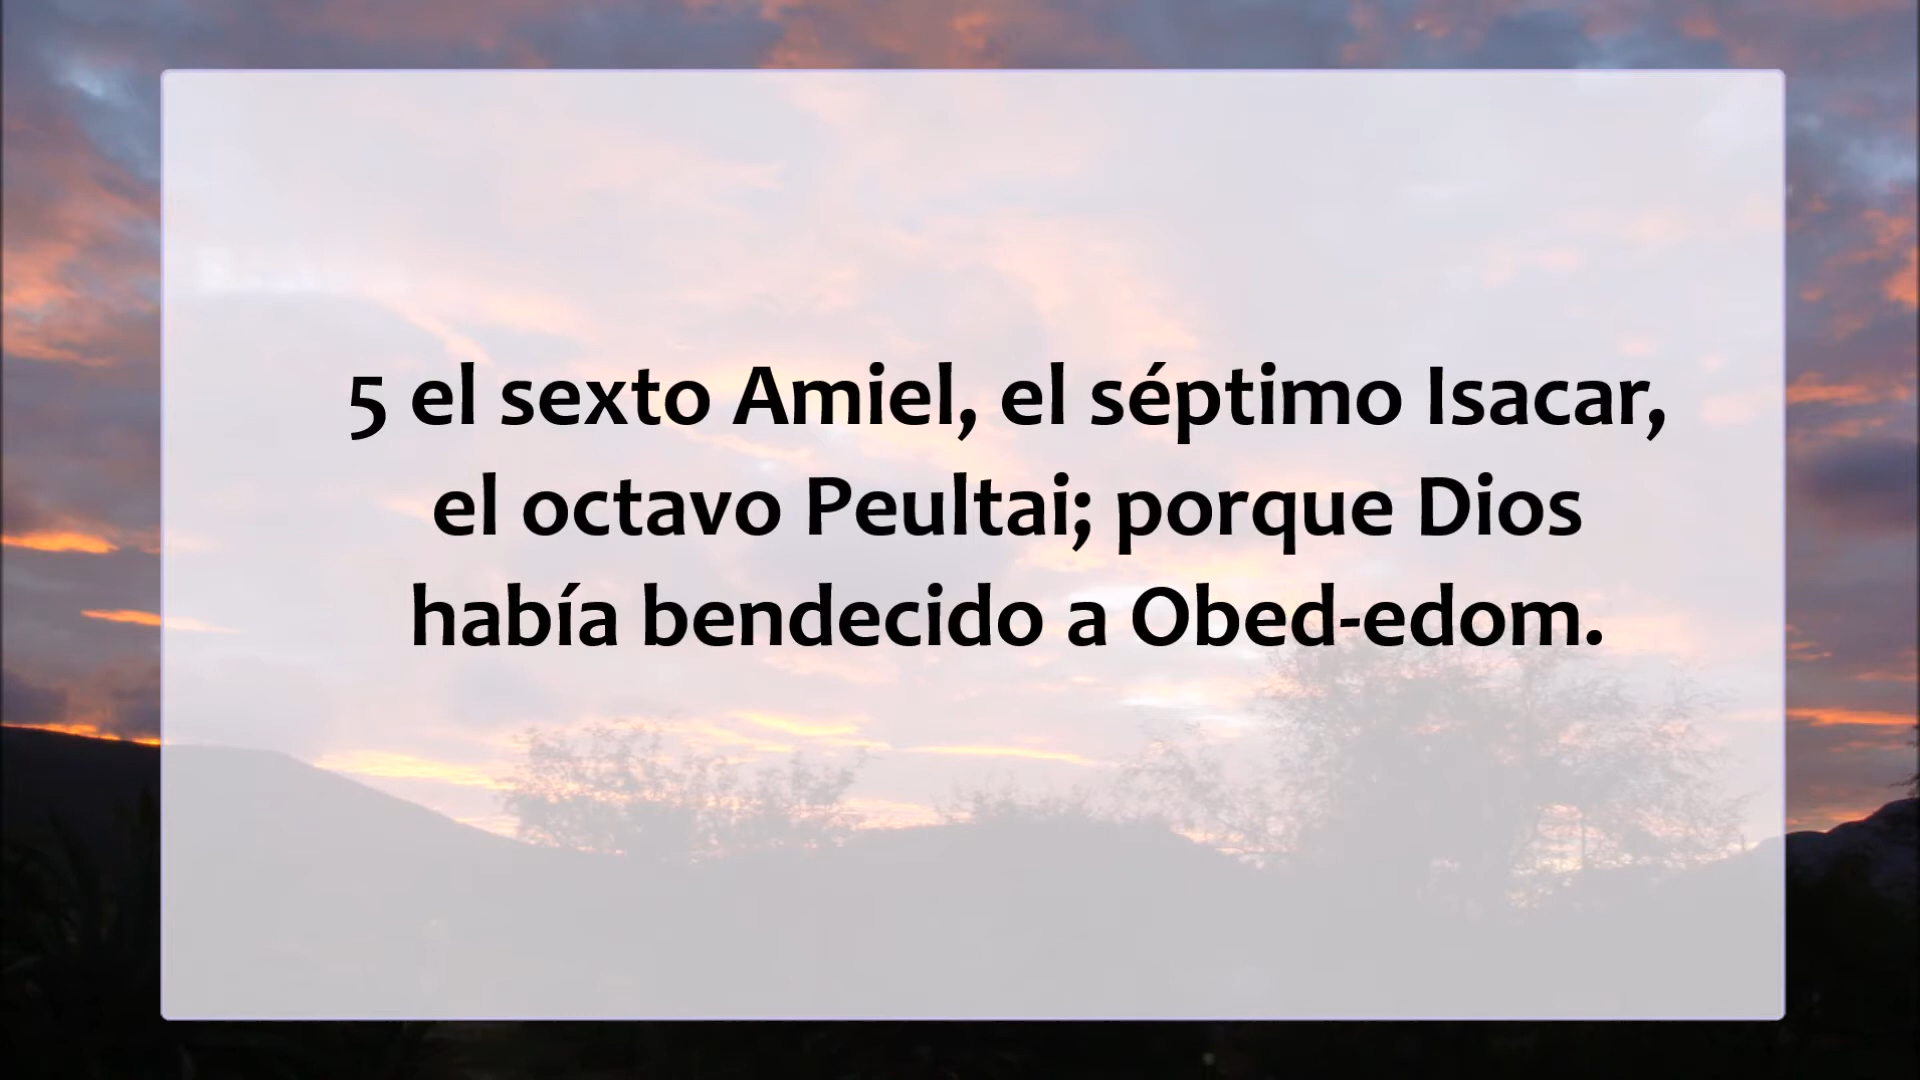 5 el sexto Amiel, el séptimo Isacar,
el octavo Peultai; porque Dios
había bendecido a Obed-edom.